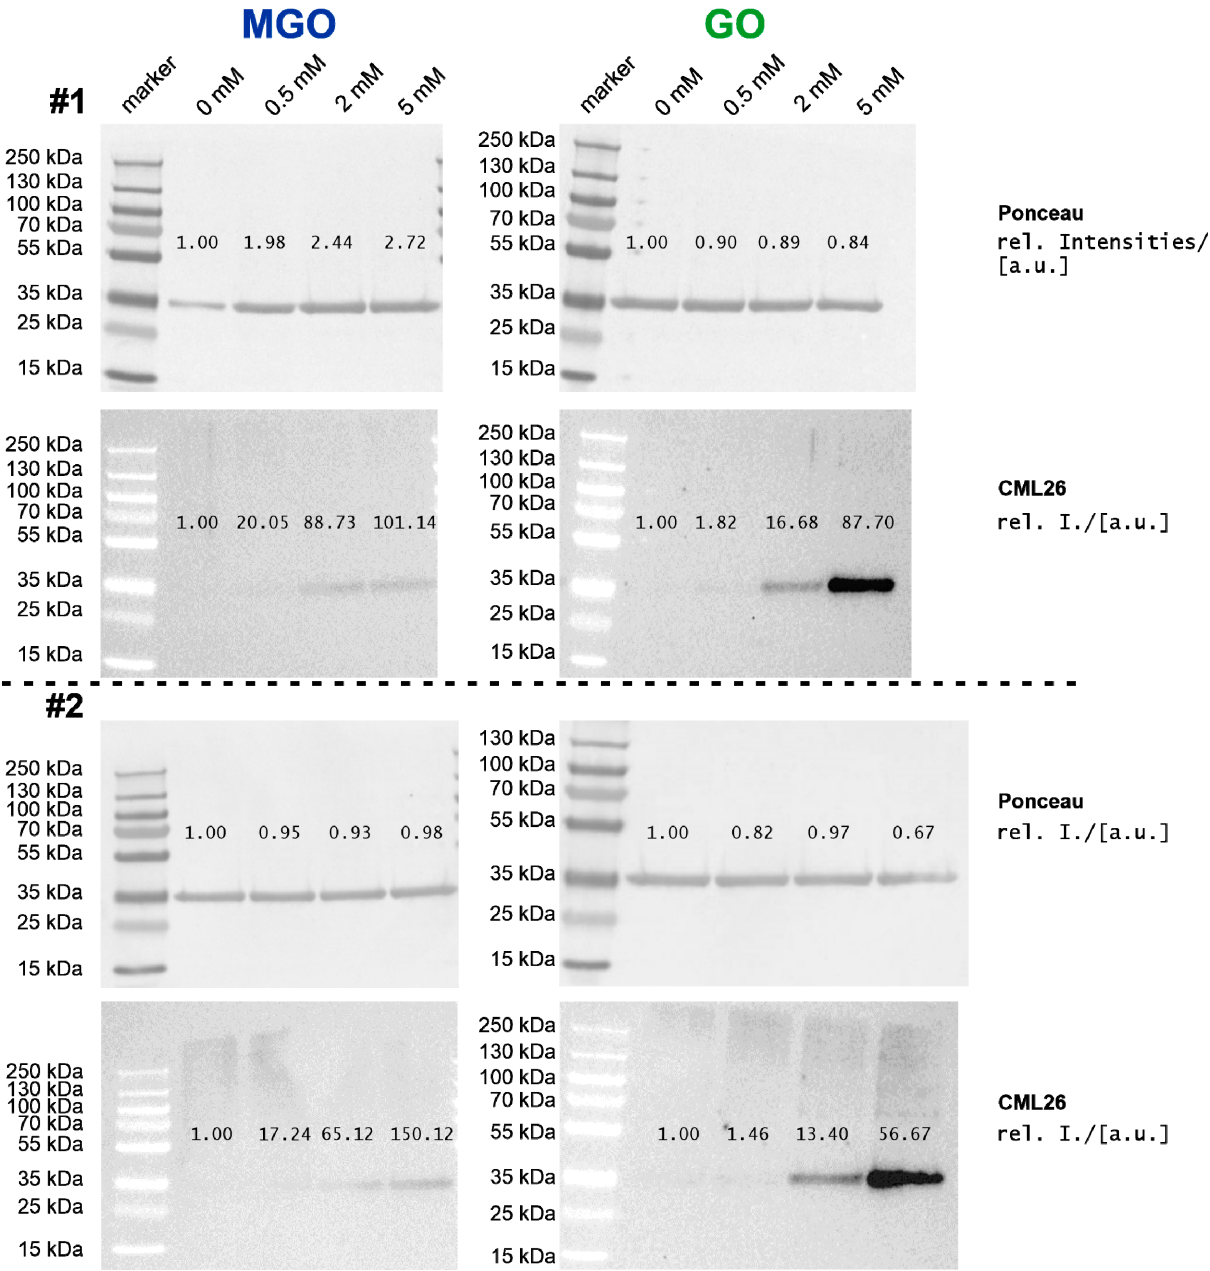 MGO GO
#1 marker 0 mM 0.5 mM 2 mM 5 mM marker 0 mM 0.5 mM 2 mM 5 mM
250 kDa
130 kDa
100 kDa
70 kDa
55 kDa
35 kDa
25 kDa
15 kDa
1.00 1.98 2.44 2.72
250 kDa
130 kDa
100 kDa
70 kDa
55 kDa
35 kDa
25 kDa
15 kDa
1.00 0.90 0.89 0.84
Ponceau
rel. Intensities/
[a.u.]
250 kDa
130 kDa
100 kDa
70 kDa
55 kDa
35 kDa
25 kDa
15 kDa
1.00 20.05 88.73 101.14
250 kDa
130 kDa
100 kDa
70 kDa
55 kDa
35 kDa
25 kDa
15 kDa
1.00 1.82 16.68 87.70
CML26
rel. I./[a.u.]
#2
250 kDa
130 kDa
100 kDa
70 kDa
55 kDa
35 kDa
25 kDa
15 kDa
1.00 0.95 0.93 0.98
130 kDa
100 kDa
70 kDa
55 kDa
35 kDa
25 kDa
15 kDa
1.00 0.82 0.97 0.67
Ponceau
rel. I./[a.u.]
250 kDa
130 kDa
100 kDa
70 kDa
55 kDa
35 kDa
25 kDa
15 kDa
1.00 17.24 65.12 150.12
250 kDa
130 kDa
100 kDa
70 kDa
55 kDa
35 kDa
25 kDa
15 kDa
1.00 1.46 13.40 56.67
CML26
rel. I./[a.u.]